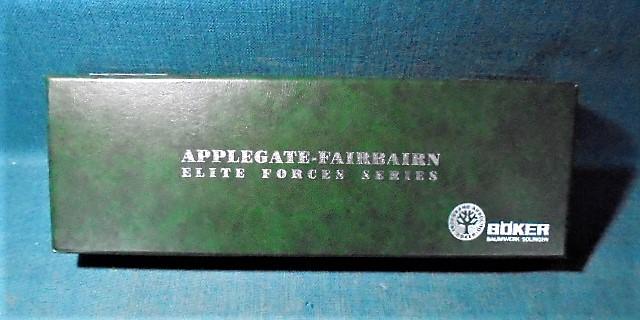 APPLEGATE-FAIRBAIRN
ELITE FORCES SERIES
BÖKER
BAUMWERK SOLINGEN